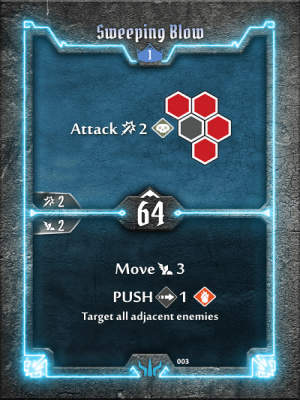 Sweeping Blow
1
Attack 2
2
64
2
Move 3
PUSH 1
Target all adjacent enemies
003